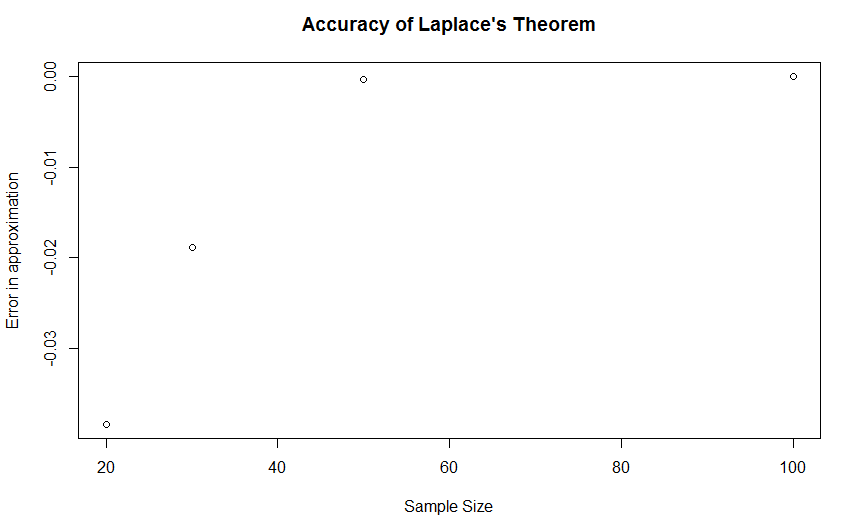 Accuracy of Laplace's Theorem
Error in approximation
0.00
-0.01
-0.02
-0.03
20 40 60 80 100
Sample Size